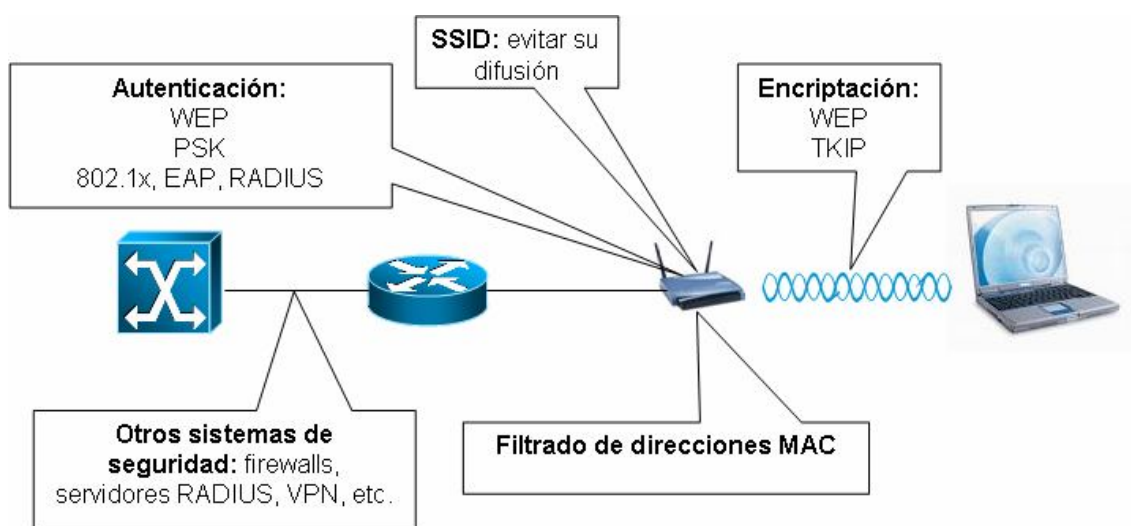 SSID: evitar su
difusión
Autenticación:
WEP
PSK
802.1x, EAP, RADIUS
Encriptación:
WEP
TKIP
Otros sistemas de
seguridad: firewalls,
servidores RADIUS, VPN, etc.
Filtrado de direcciones MAC